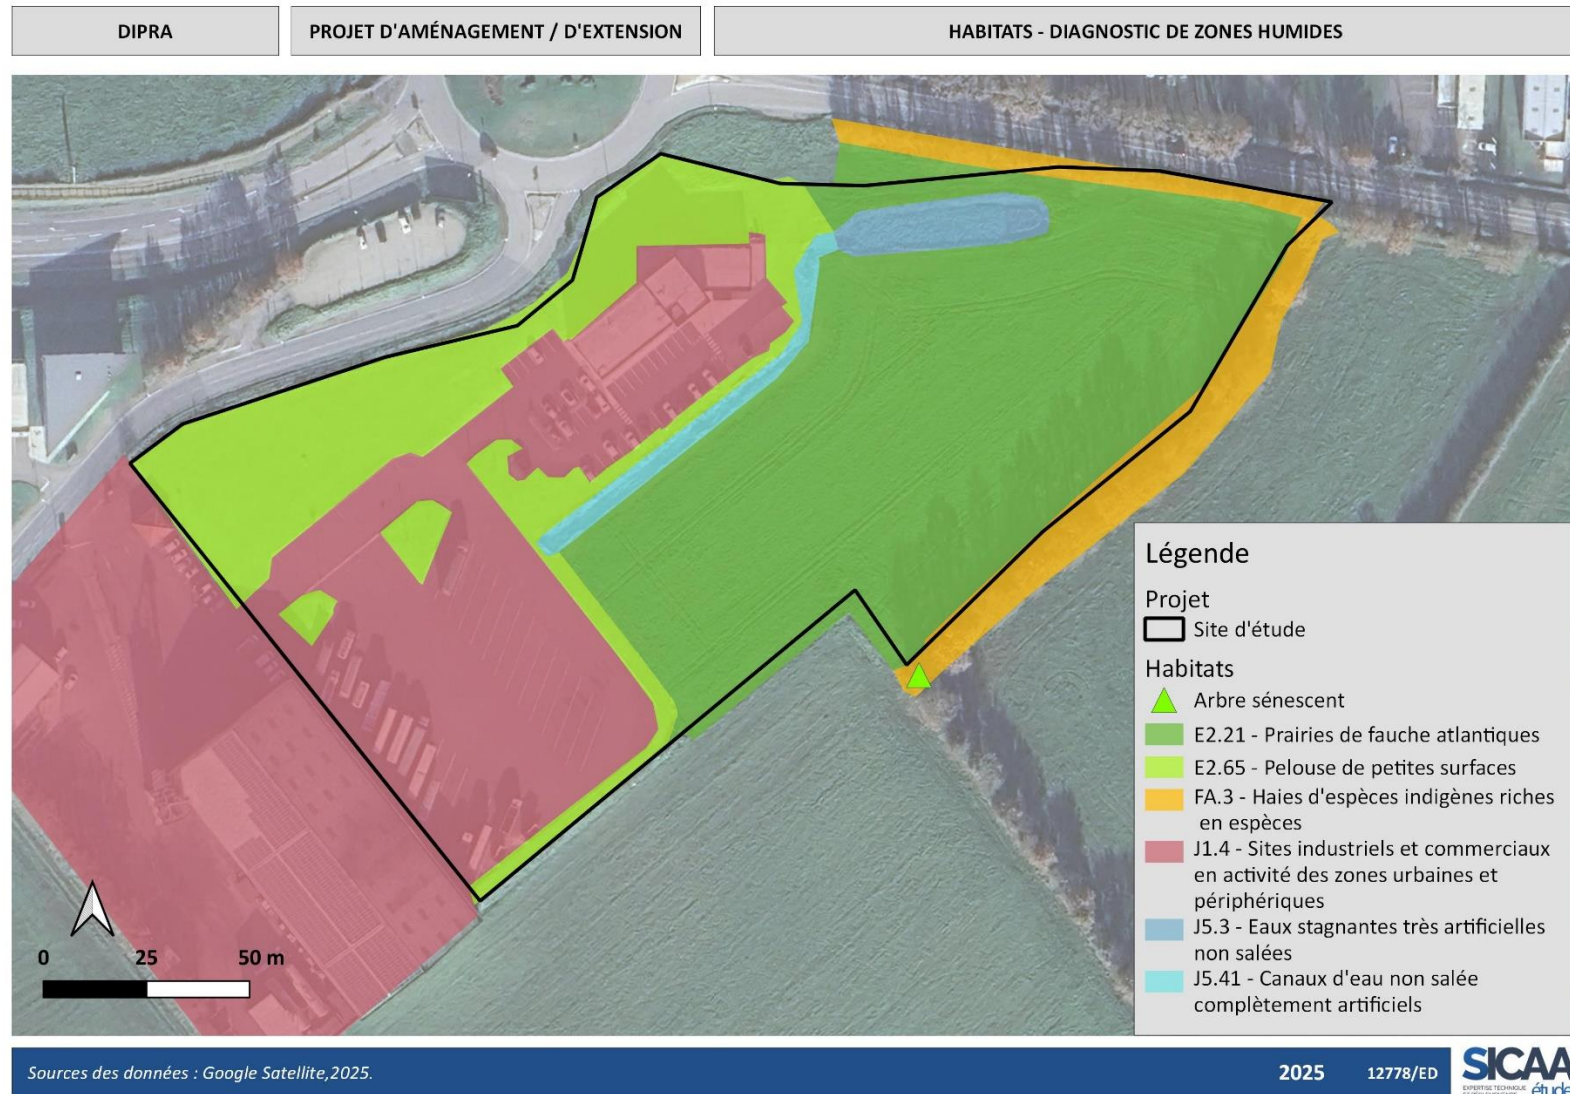 DIPRA
PROJET D'AMÉNAGEMENT / D'EXTENSION
HABITATS - DIAGNOSTIC DE ZONES HUMIDES
Légende
Projet
Site d'étude
Habitats
Arbre sénescent
E2.21 - Prairies de fauche atlantiques
E2.65 - Pelouse de petites surfaces
FA.3 - Haies d'espèces indigènes riches
en espèces
J1.4 - Sites industriels et commerciaux
en activité des zones urbaines et
périphériques
J5.3 - Eaux stagnantes très artificielles
non salées
J5.41 - Canaux d'eau non salée
complètement artificiels
0 25 50 m
Sources des données : Google Satellite,2025.
2025
12778/ED
SICAA
EXPERTISE TECHNIQUE
étude